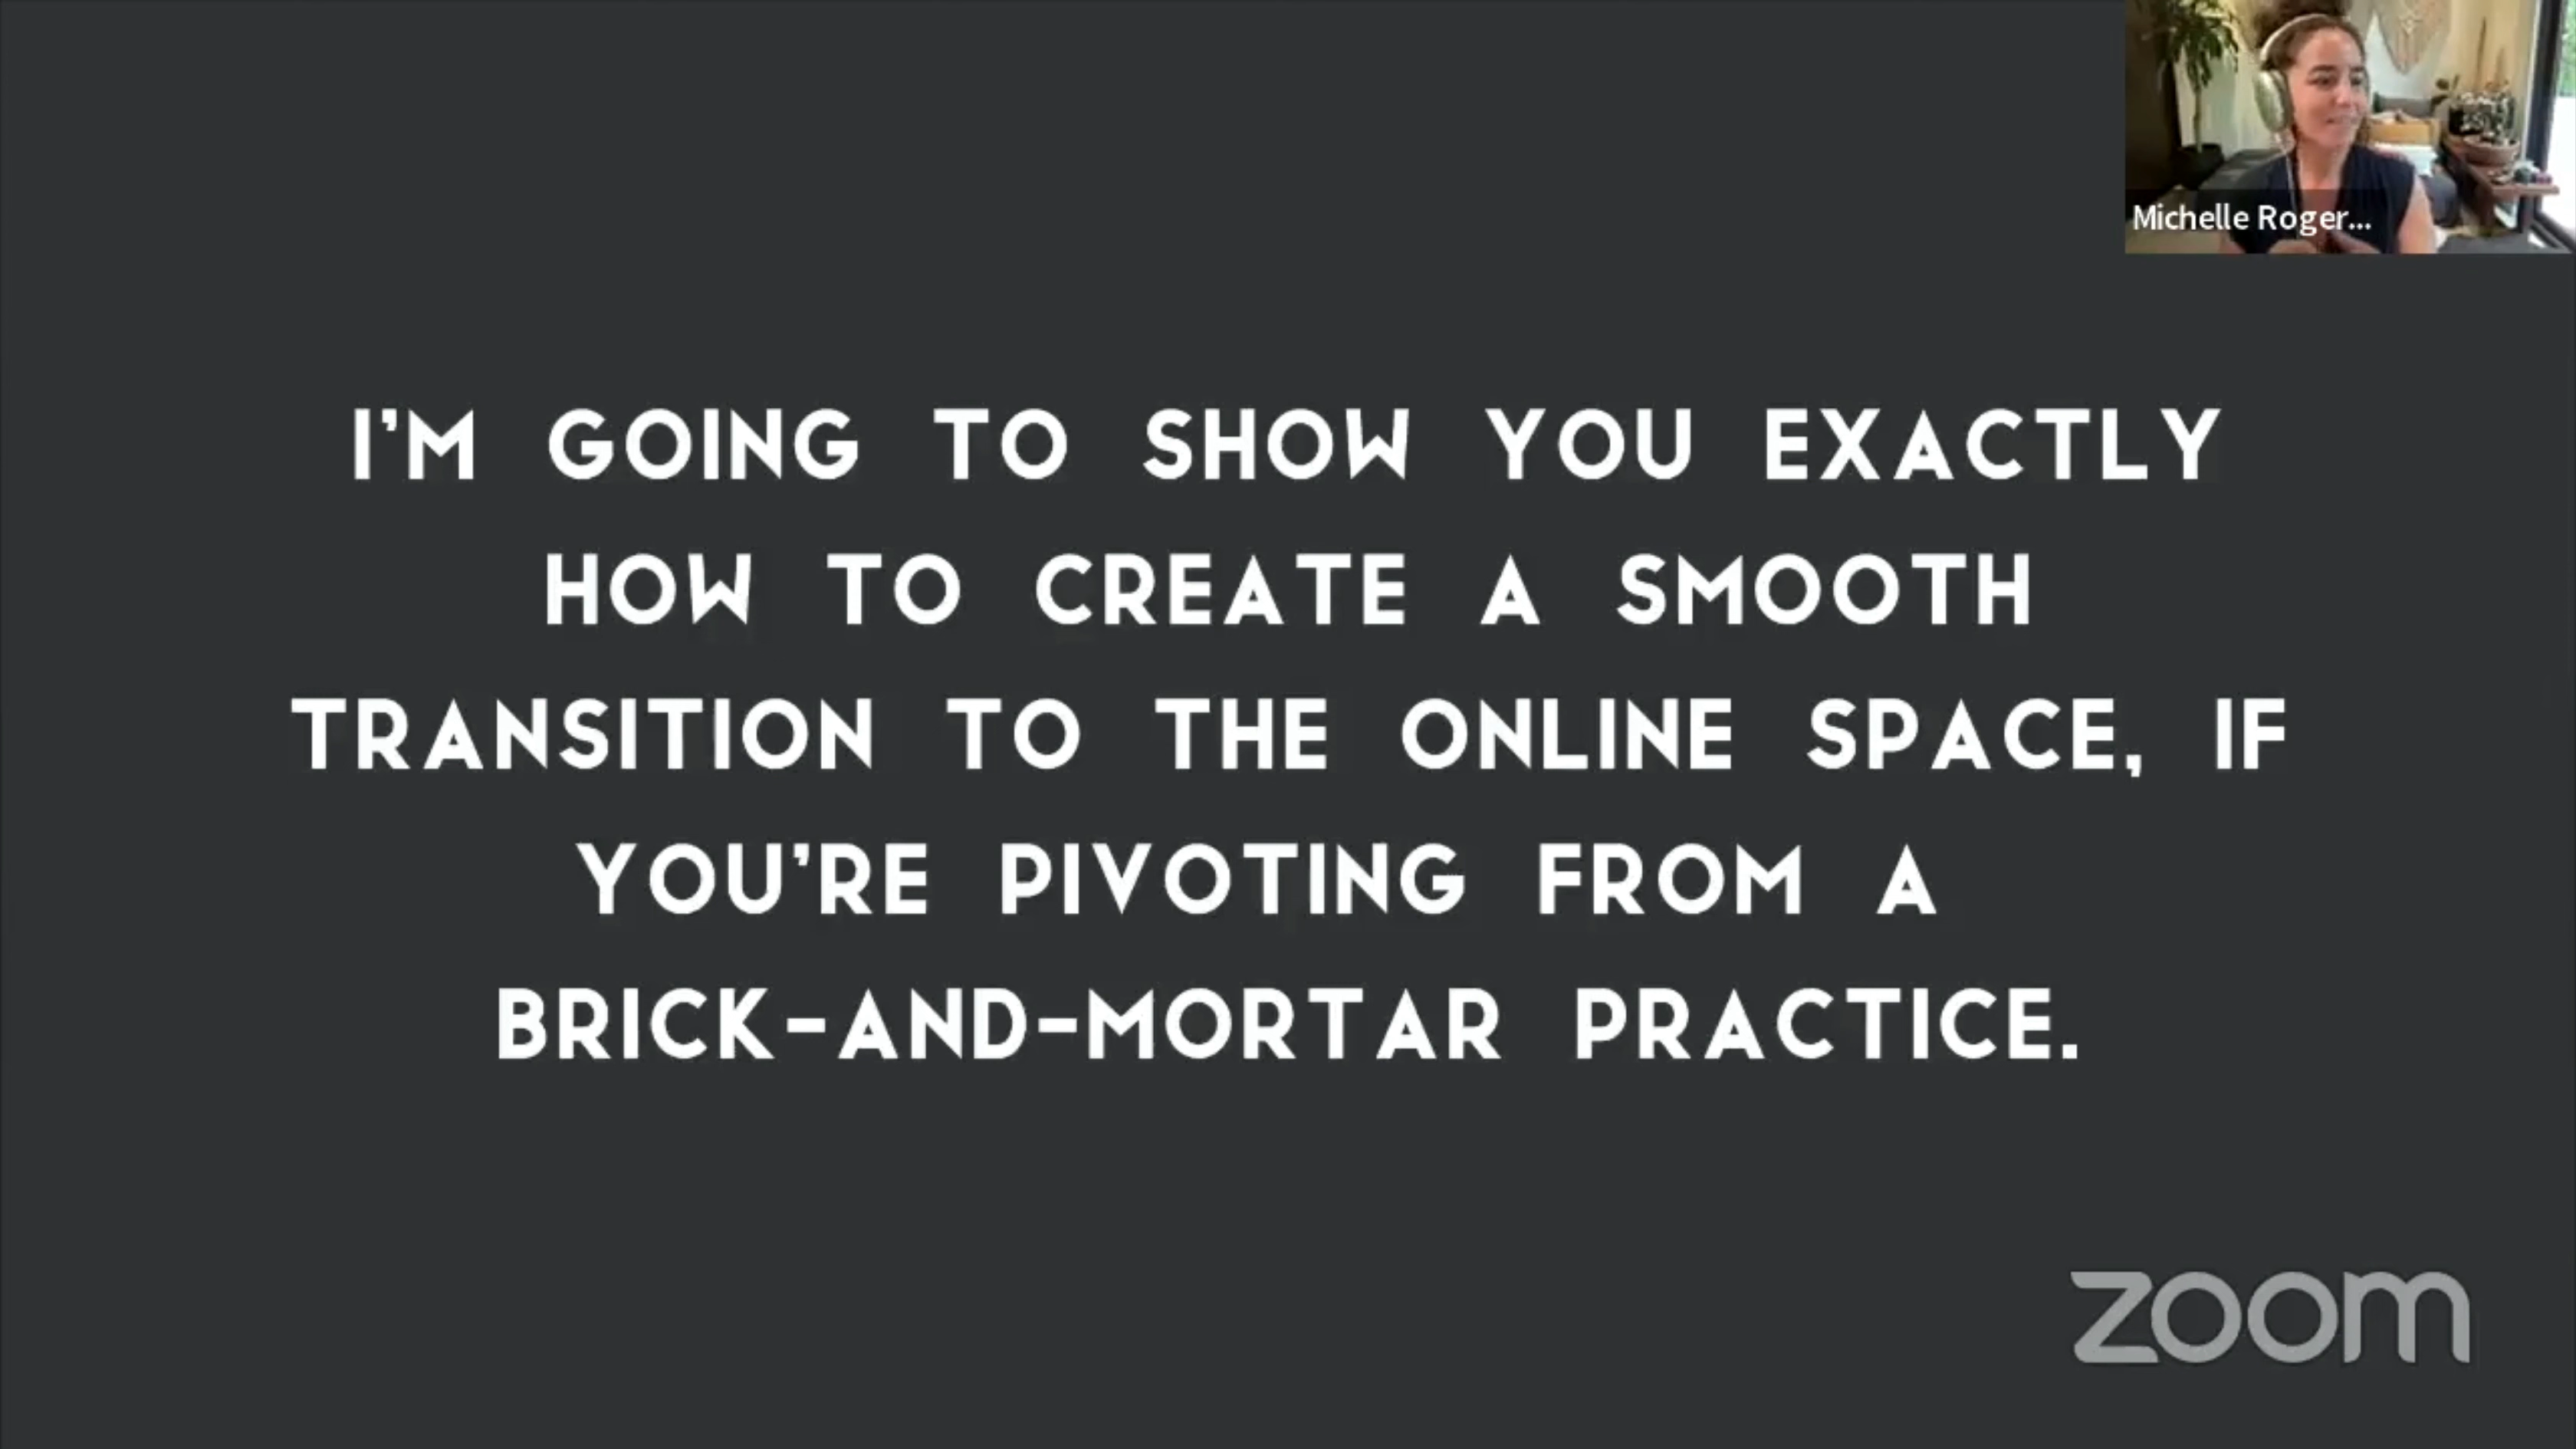 Michelle Roger...
I'M GOING TO SHOW YOU EXACTLY
HOW TO CREATE A SMOOTH
TRANSITION TO THE ONLINE SPACE, IF
YOU'RE PIVOTING FROM A
BRICK-AND-MORTAR PRACTICE.
zoom